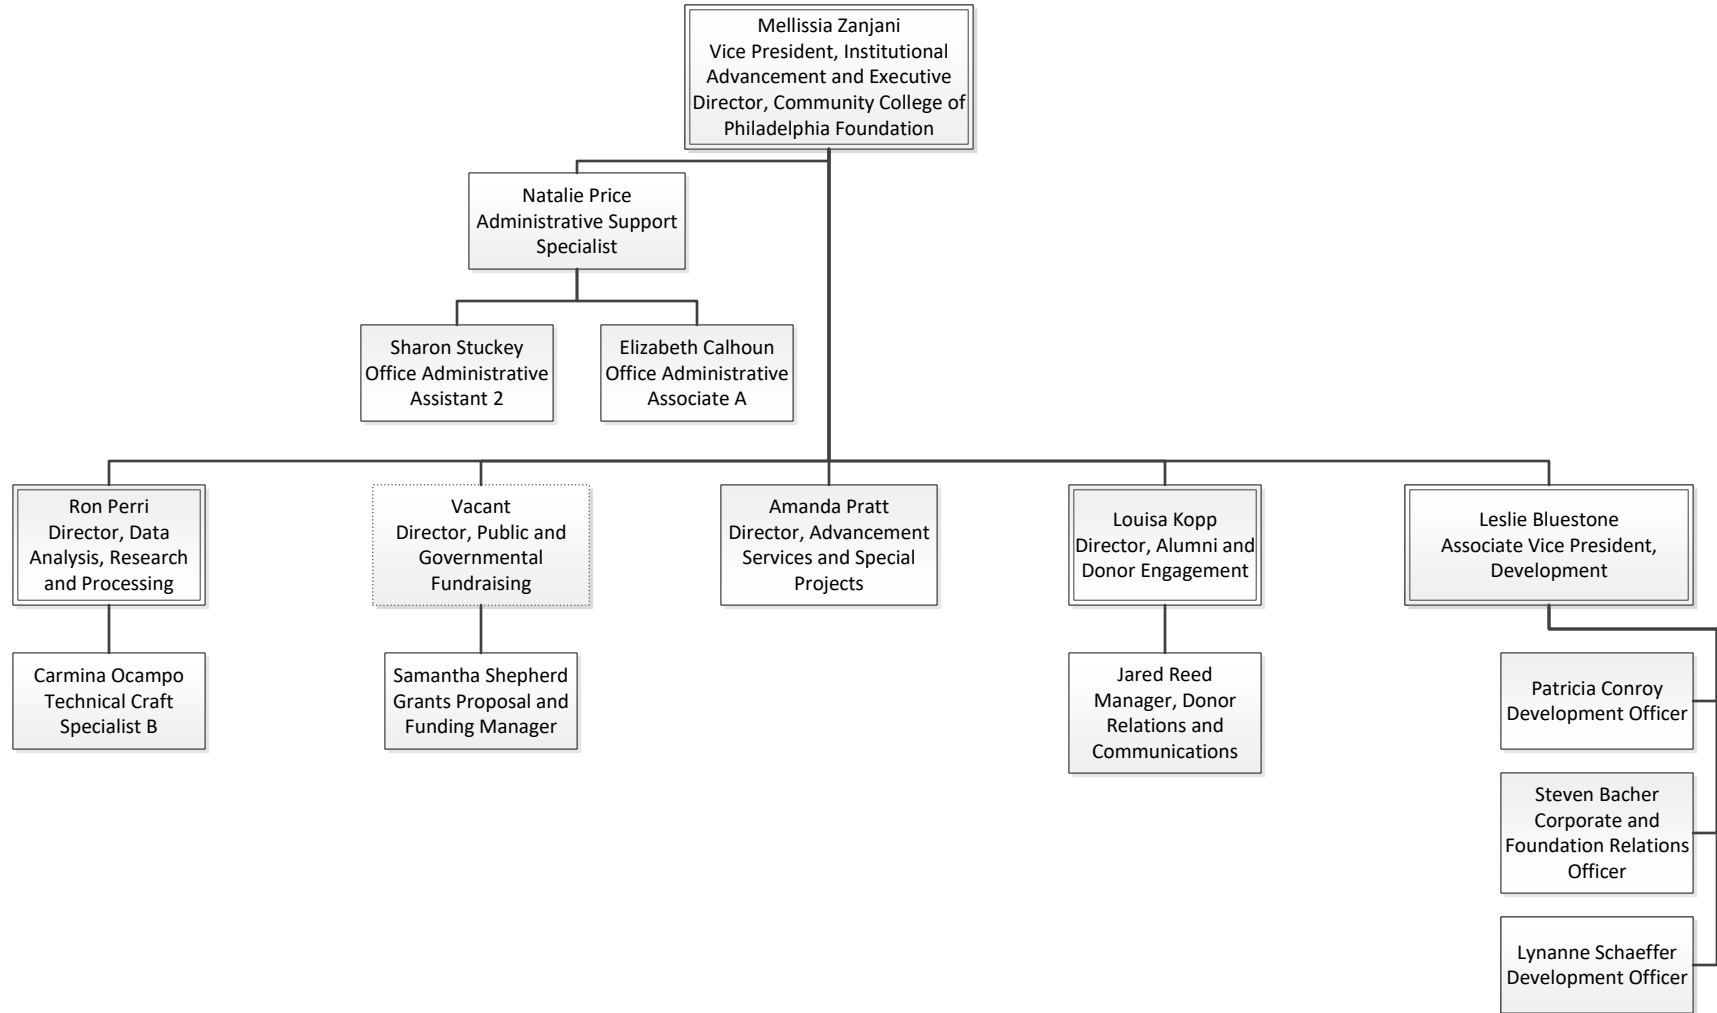 Mellissia Zanjani
Vice President, Institutional
Advancement and Executive
Director, Community College of
Philadelphia Foundation
Natalie Price
Administrative Support
Specialist
Sharon Stuckey
Office Administrative
Assistant 2
Elizabeth Calhoun
Office Administrative
Associate A
Ron Perri
Director, Data
Analysis, Research
and Processing
Vacant
Director, Public and
Governmental
Fundraising
Amanda Pratt
Director, Advancement
Services and Special
Projects
Louisa Kopp
Director, Alumni and
Donor Engagement
Leslie Bluestone
Associate Vice President,
Development
Carmina Ocampo
Technical Craft
Specialist B
Samantha Shepherd
Grants Proposal and
Funding Manager
Jared Reed
Manager, Donor
Relations and
Communications
Patricia Conroy
Development Officer
Steven Bacher
Corporate and
Foundation Relations
Officer
Lynanne Schaeffer
Development Officer